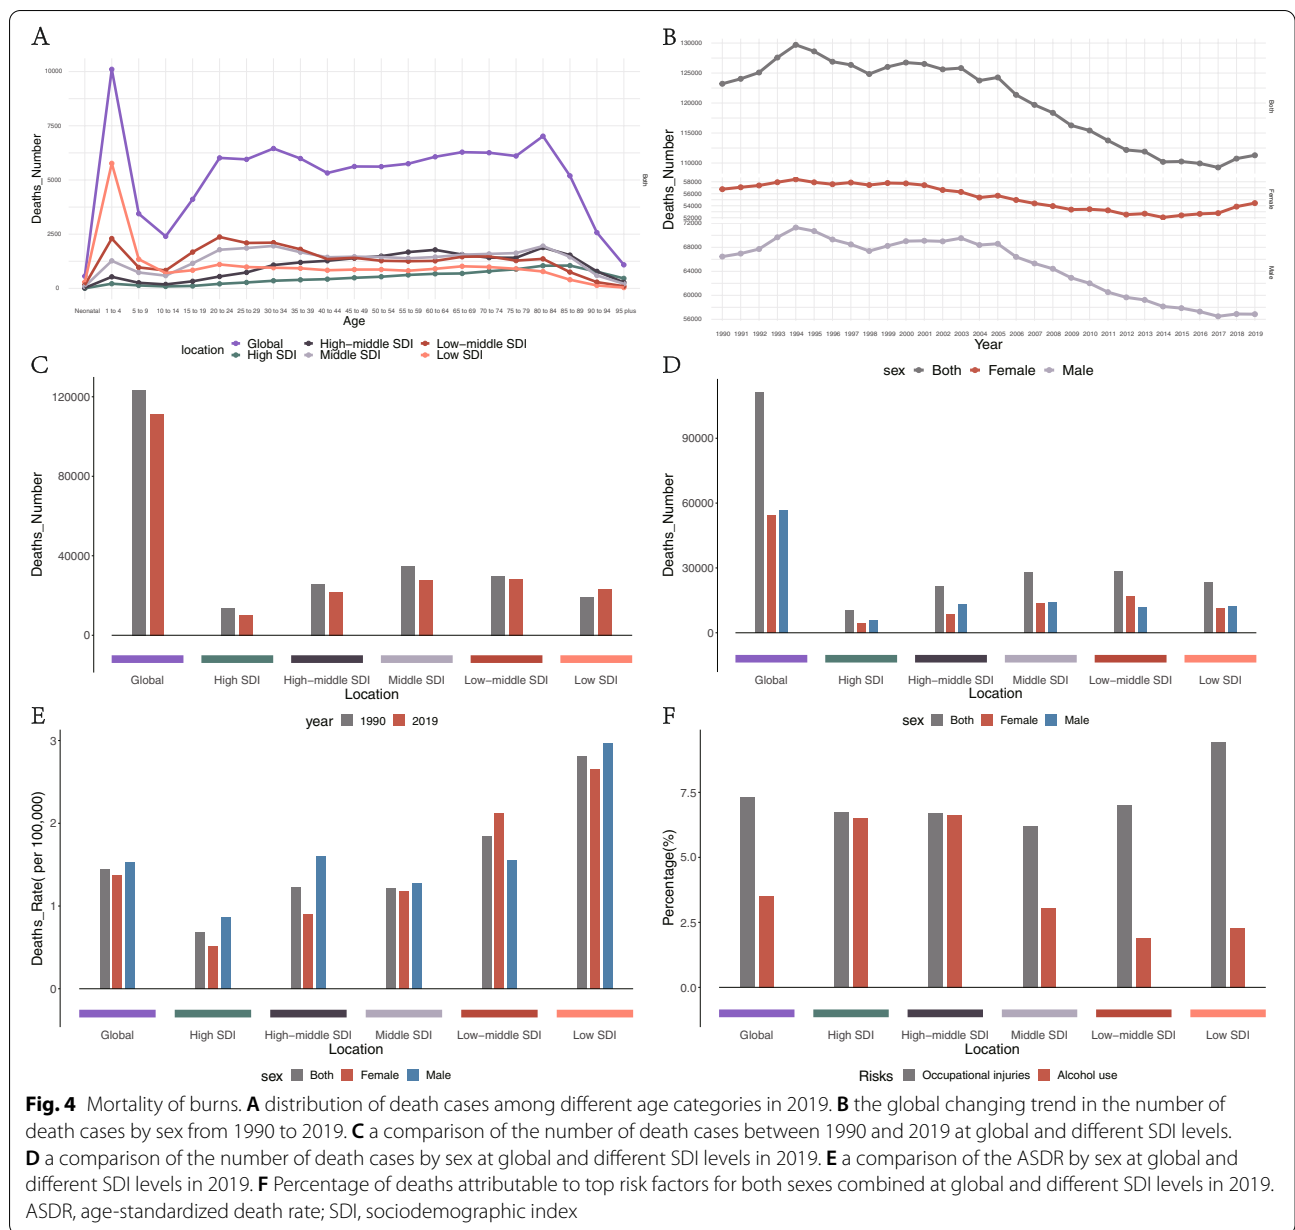 A
Deaths_Number
10000
7500
5000
2500
0
Both
Neonatal 1 to 4 5 to 9 10 to 14 15 to 19 20 to 24 25 to 29 30 to 34 35 to 39 40 to 44 45 to 49 50 to 54 55 to 59 60 to 64 65 to 69 70 to 74 75 to 79 80 to 84 85 to 89 90 to 94 95 plus
Age
location Global High−middle SDI Low−middle SDI
High SDI Middle SDI Low SDI
B
Deaths_Number
130000
125000
120000
115000
110000
Both
58000
56000
54000
52000
Female
72000
68000
64000
60000
56000
Male
1990 1991 1992 1993 1994 1995 1996 1997 1998 1999 2000 2001 2002 2003 2004 2005 2006 2007 2008 2009 2010 2011 2012 2013 2014 2015 2016 2017 2018 2019
Year
sex Both Female Male
C
Deaths_Number
120000
80000
40000
0
Global High SDI High−middle SDI Middle SDI Low−middle SDI Low SDI
Location
year 1990 2019
D
Deaths_Number
90000
60000
30000
0
Global High SDI High−middle SDI Middle SDI Low−middle SDI Low SDI
Location
sex Both Female Male
E
Deaths_Rate( per 100,000)
3
2
1
0
Global High SDI High−middle SDI Middle SDI Low−middle SDI Low SDI
Location
sex Both Female Male
F
Percentage(%)
7.5
5.0
2.5
0.0
Global High SDI High−middle SDI Middle SDI Low−middle SDI Low SDI
Location
Risks Occupational injuries Alcohol use
Fig. 4 Mortality of burns. A distribution of death cases among different age categories in 2019. B the global changing trend in the number of
death cases by sex from 1990 to 2019. C a comparison of the number of death cases between 1990 and 2019 at global and different SDI levels.
D a comparison of the number of death cases by sex at global and different SDI levels in 2019. E a comparison of the ASDR by sex at global and
different SDI levels in 2019. F Percentage of deaths attributable to top risk factors for both sexes combined at global and different SDI levels in 2019.
ASDR, age-standardized death rate; SDI, sociodemographic index